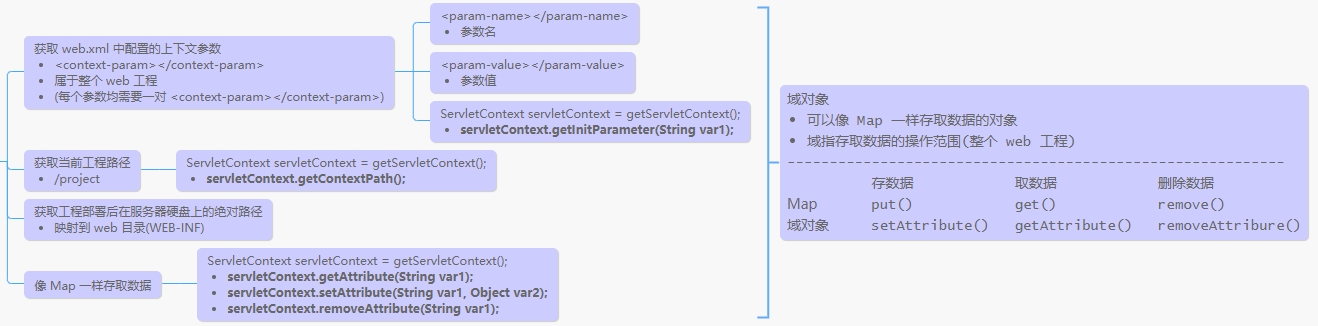 获取 web.xml 中配置的上下文参数
• <context-param></context-param>
• 属于整个 web 工程
• (每个参数均需要一对 <context-param></context-param>)
<param-name></param-name>
• 参数名
<param-value></param-value>
• 参数值
ServletContext servletContext = getServletContext();
• servletContext.getInitParameter(String var1);
获取当前工程路径
• /project
ServletContext servletContext = getServletContext();
• servletContext.getContextPath();
获取工程部署后在服务器硬盘上的绝对路径
• 映射到 web 目录(WEB-INF)
像 Map 一样存取数据
ServletContext servletContext = getServletContext();
• servletContext.getAttribute(String var1);
• servletContext.setAttribute(String var1, Object var2);
• servletContext.removeAttribute(String var1);
域对象
• 可以像 Map 一样存取数据的对象
• 域指存取数据的操作范围(整个 web 工程)
------------------------------------------------------------
存数据 取数据 删除数据
Map put() get() remove()
域对象 setAttribute() getAttribute() removeAttribure()